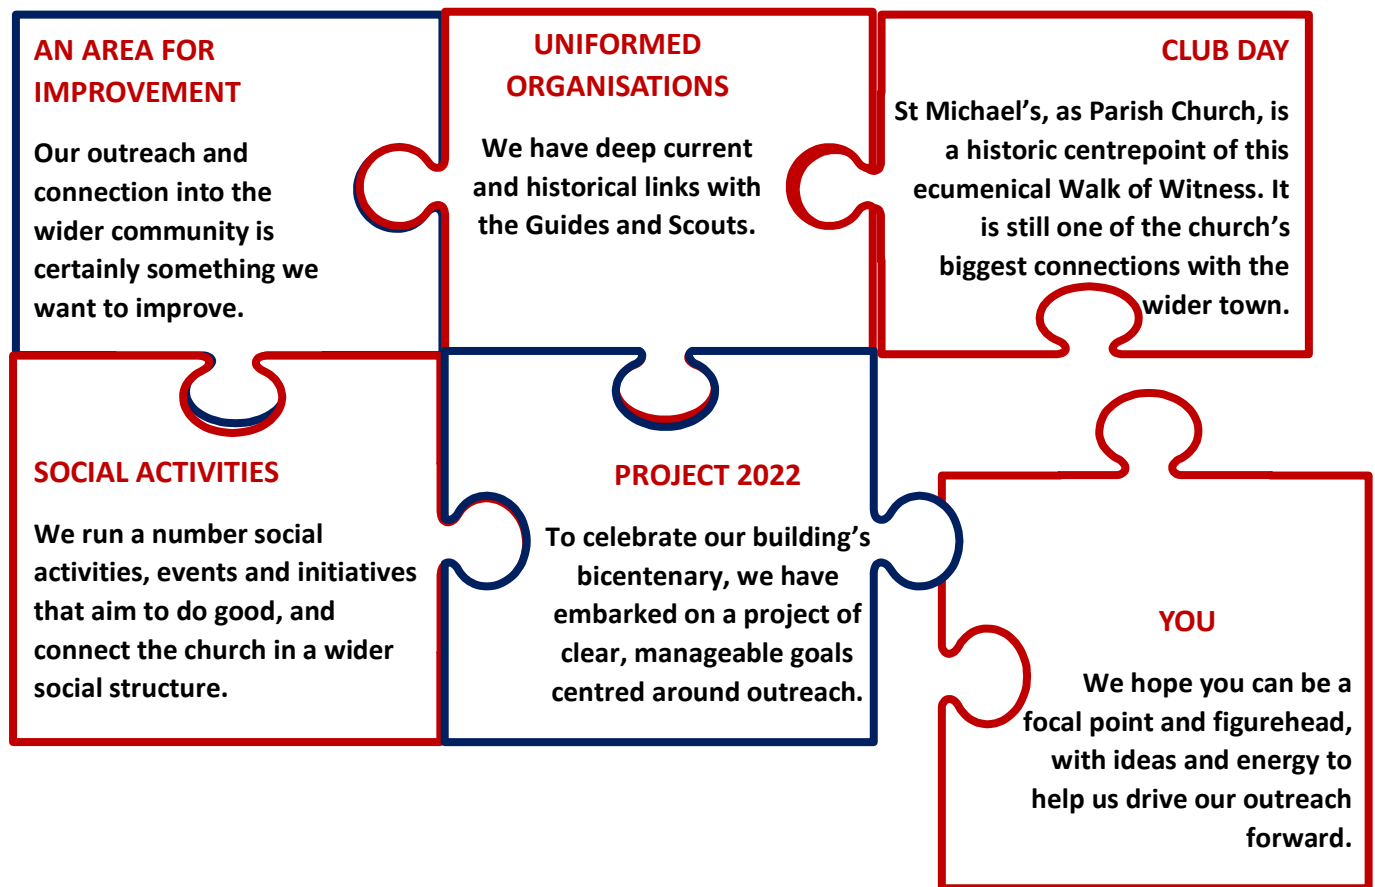 AN AREA FOR
IMPROVEMENT
Our outreach and
connection into the
wider community is
certainly something we
want to improve.
UNIFORMED
ORGANISATIONS
We have deep current
and historical links with
the Guides and Scouts.
CLUB DAY
St Michael’s, as Parish Church, is
a historic centrepoint of this
ecumenical Walk of Witness. It
is still one of the church’s
biggest connections with the
wider town.
SOCIAL ACTIVITIES
We run a number social
activities, events and initiatives
that aim to do good, and
connect the church in a wider
social structure.
PROJECT 2022
To celebrate our building’s
bicentenary, we have
embarked on a project of
clear, manageable goals
centred around outreach.
YOU
We hope you can be a
focal point and figurehead,
with ideas and energy to
help us drive our outreach
forward.